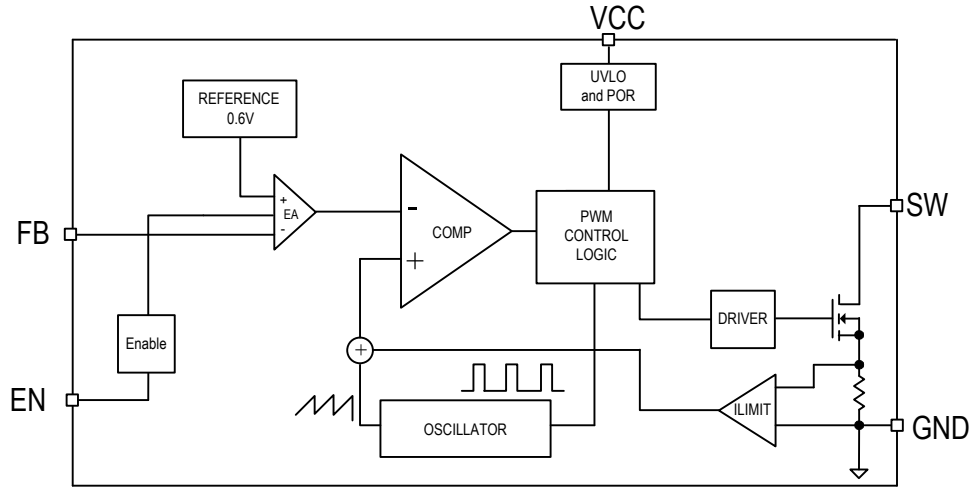 VCC
UVLO
and POR
REFERENCE
0.6V
+
EA
-
FB
-
COMP
+
PWM
CONTROL
LOGIC
SW
DRIVER
Enable
+
EN
ILIMIT
OSCILLATOR
GND